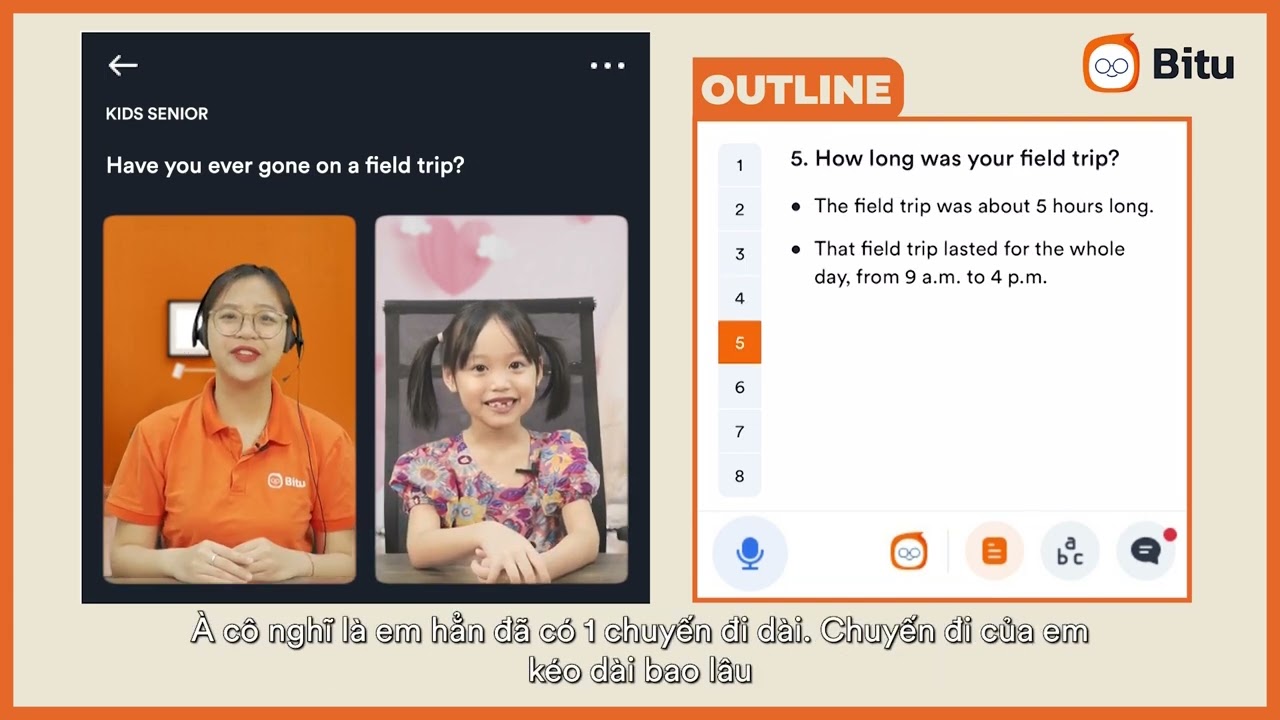 KIDS SENIOR
Have you ever gone on a field trip?
Bitu
OUTLINE
Bitu
1
2
3
4
5
6
7
8
5. How long was your field trip?
• The field trip was about 5 hours long.
• That field trip lasted for the whole
day, from 9 a.m. to 4 p.m.
a
b c
À cô nghĩ là em hẳn đã có 1 chuyến đi dài. Chuyến đi của em
kéo dài bao lâu